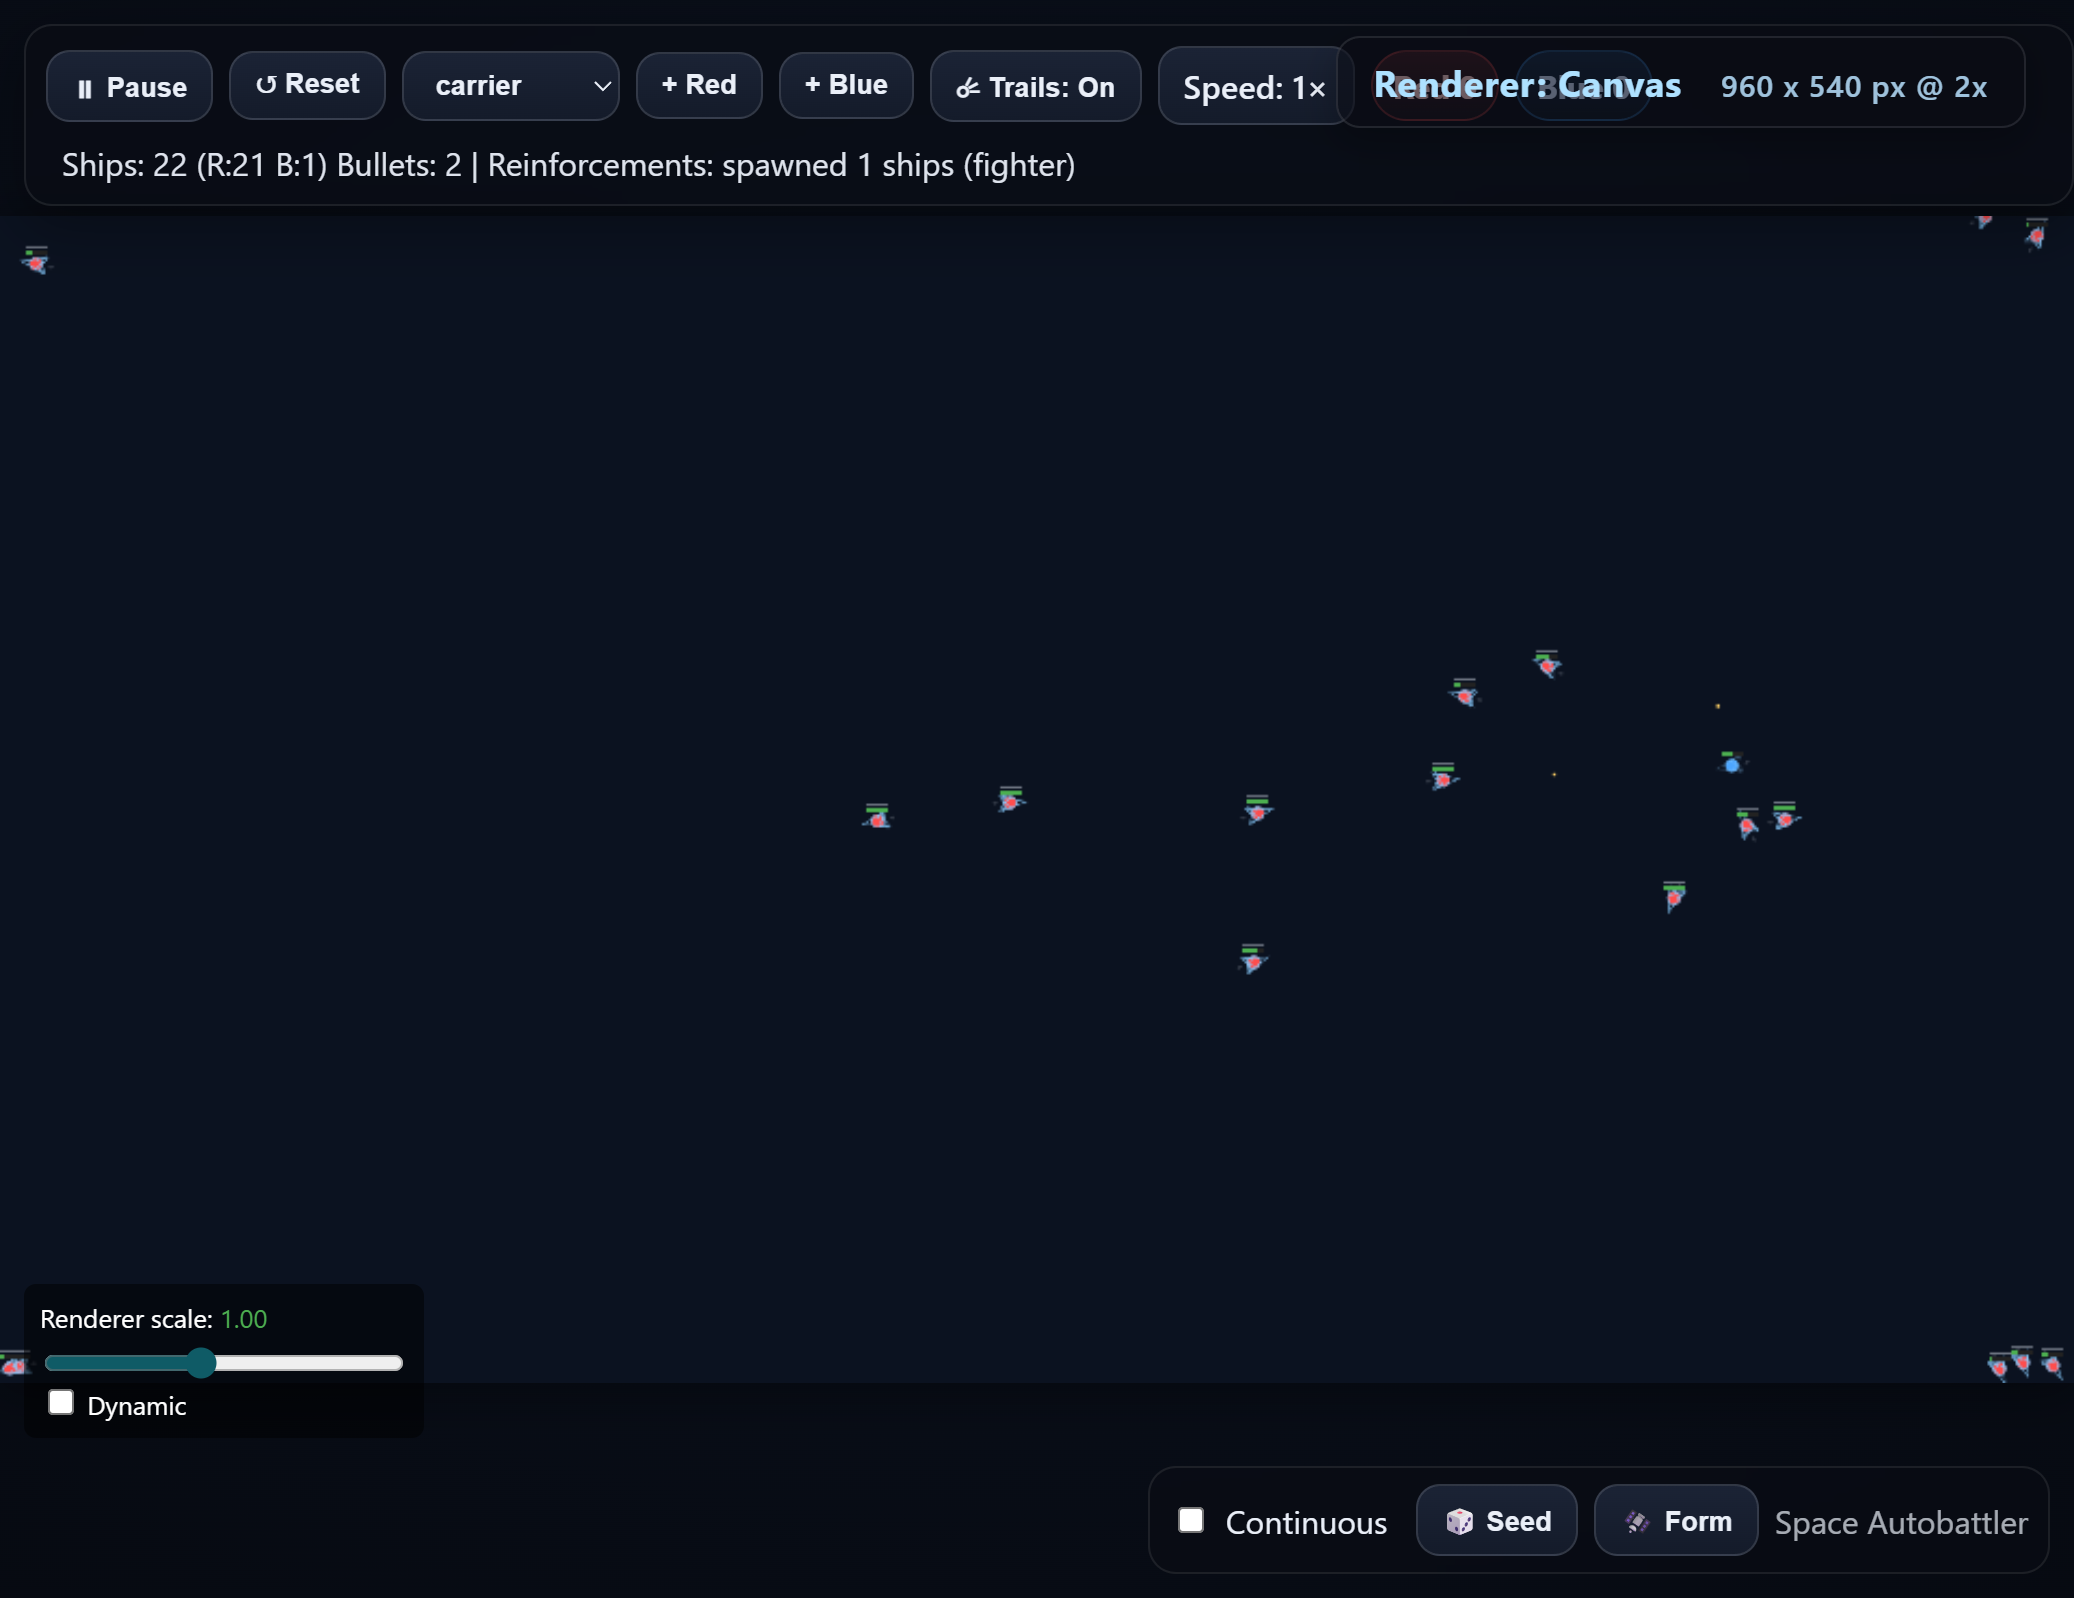 Pause
Reset
carrier
+ Red
+ Blue
Trails: On
Speed: 1×
Renderer: Canvas
960 x 540 px @ 2x
Ships: 22 (R:21 B:1) Bullets: 2 | Reinforcements: spawned 1 ships (fighter)
Renderer scale: 1.00
Dynamic
Continuous
Seed
Form
Space Autobattler